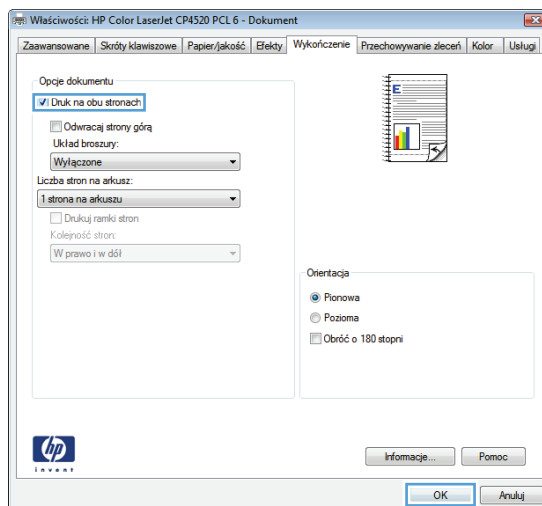 Właściwości: HP Color LaserJet CP4520 PCL 6 - Dokument
Zaawansowane Skróty klawiszowe Papier/jakość Efekty Wykończenie Przechowywanie zleceń Kolor Usługi
Opcje dokumentu
Druk na obu stronach
Odwracaj strony górą
Układ broszury:
Wyłączone
Liczba stron na arkusz:
1 strona na arkuszu
Drukuj ramki stron
Kolejność stron:
W prawo i w dół
E
Orientacja
Pionowa
Pozioma
Obróć o 180 stopni
hp
invent
Informacje... Pomoc
OK Anuluj